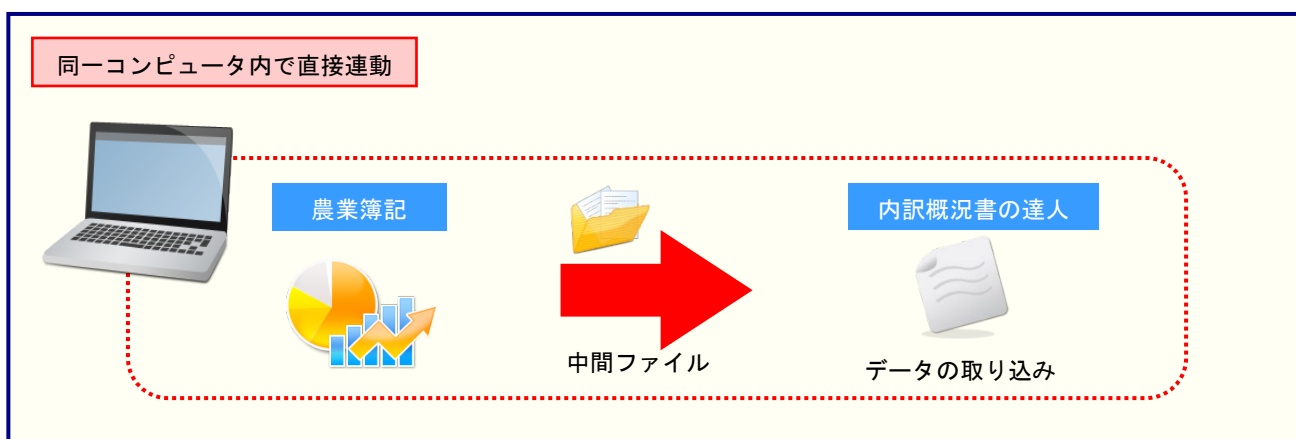 同一コンピュータ内で直接連動
農業簿記
内訳概況書の達人
中間ファイル
データの取り込み